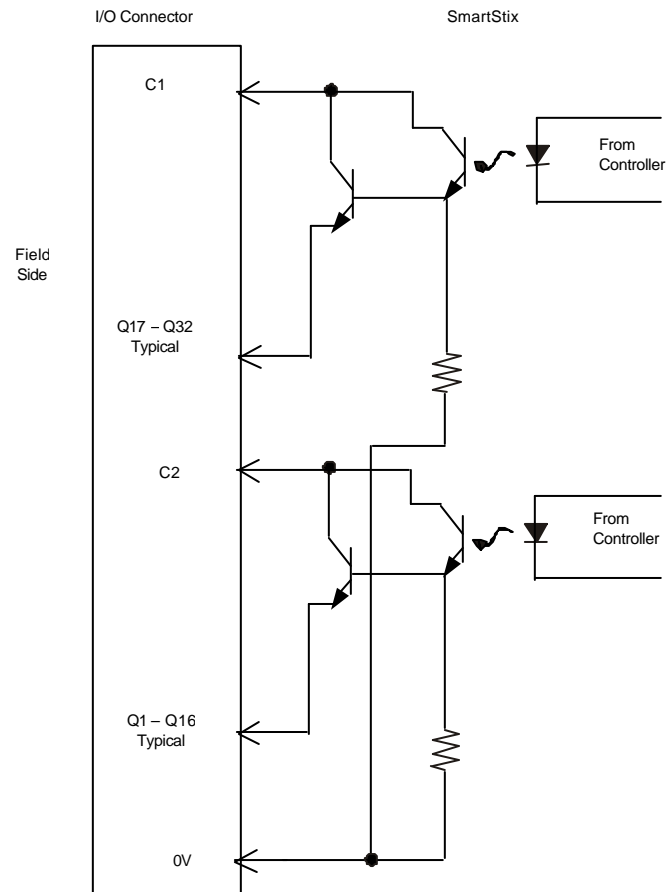 I/O Connector
SmartStix
C1
From
Controller
Field
Side
Q17 – Q32
Typical
C2
From
Controller
Q1 – Q16
Typical
0V